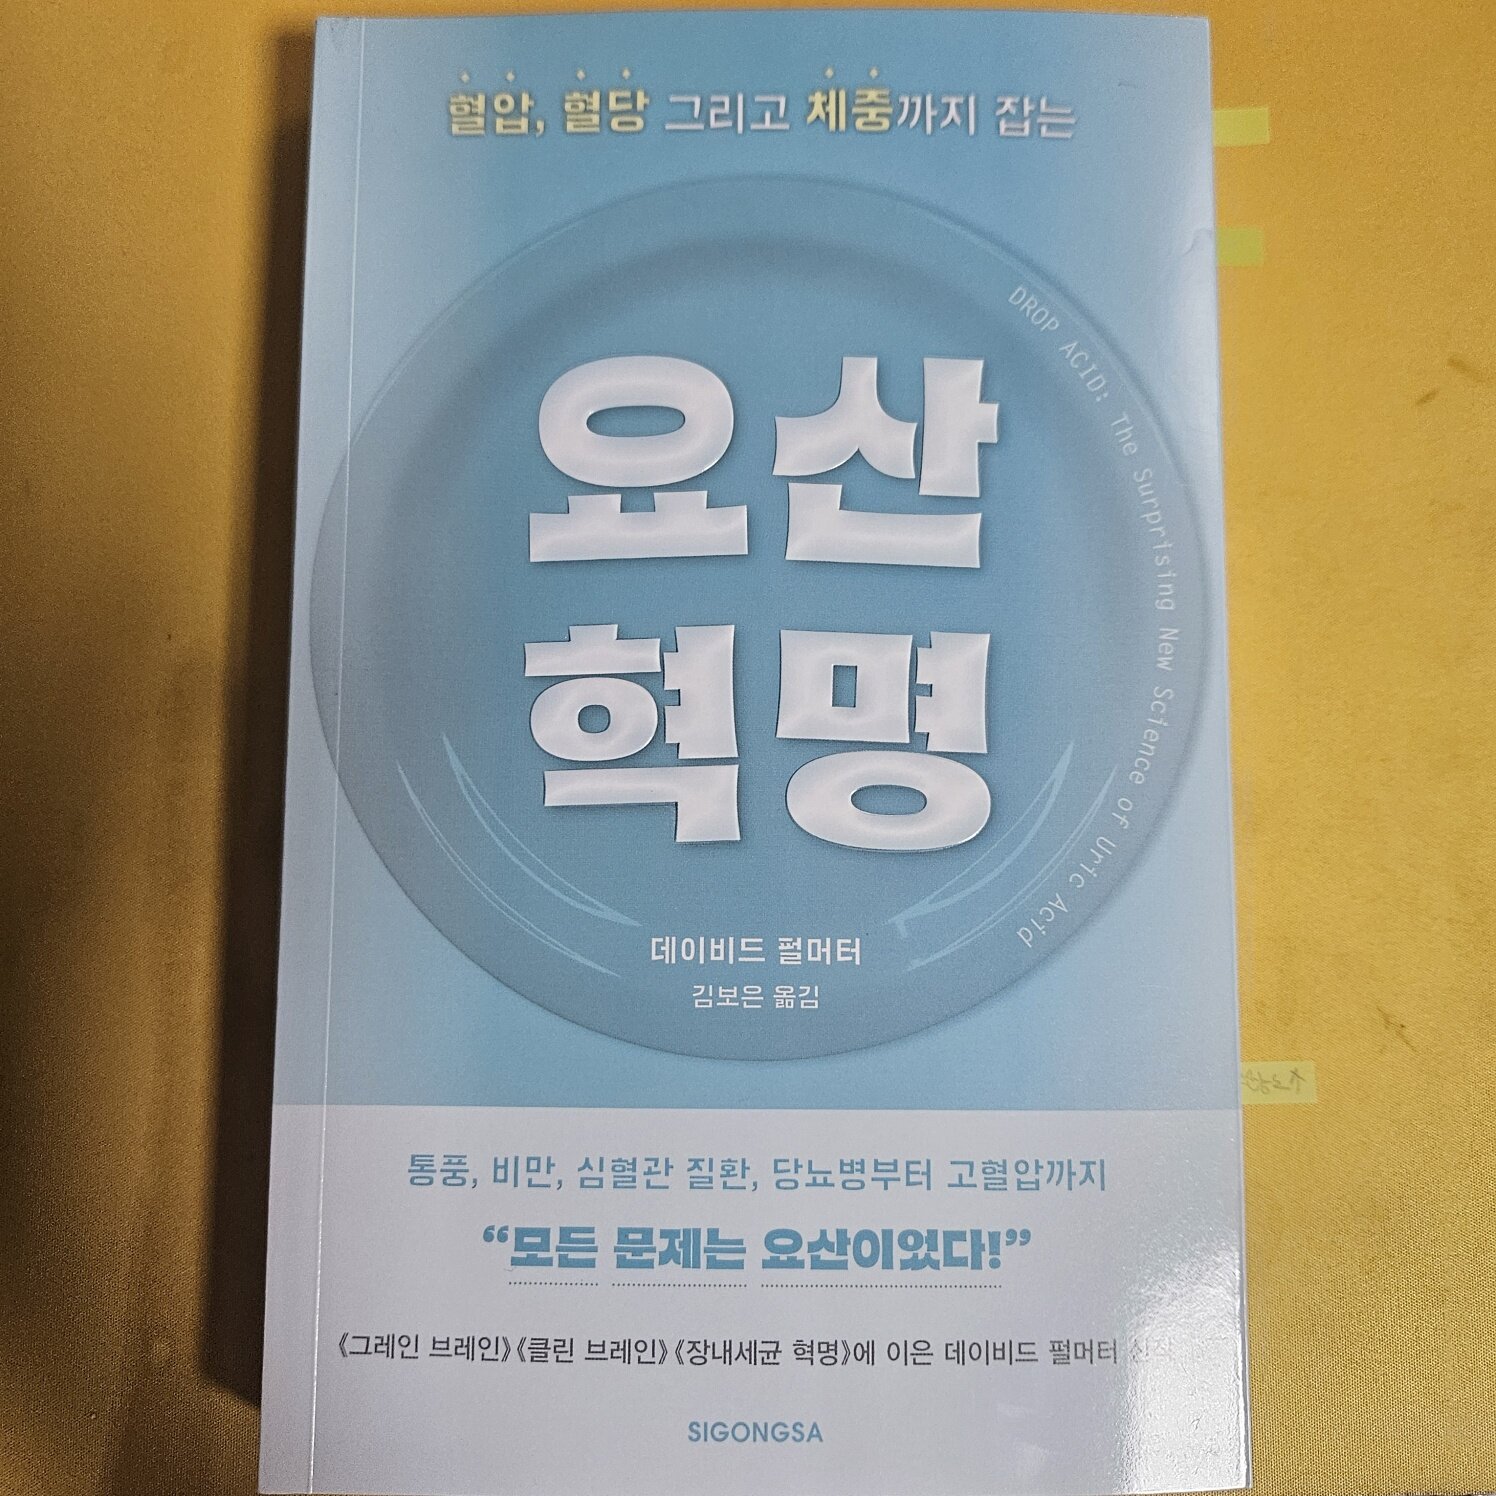 혈압, 혈당 그리고 체중까지 잡는
DROP ACID: The Surprising New Science of Uric Acid
요산
혁명
데이비드 펄머터
김보은 옮김
통풍, 비만, 심혈관 질환, 당뇨병부터 고혈압까지
“모든 문제는 요산이었다!”
《그레인 브레인》《클린 브레인》《장내세균 혁명》에 이은 데이비드 펄머터 신작
SIGONGSA